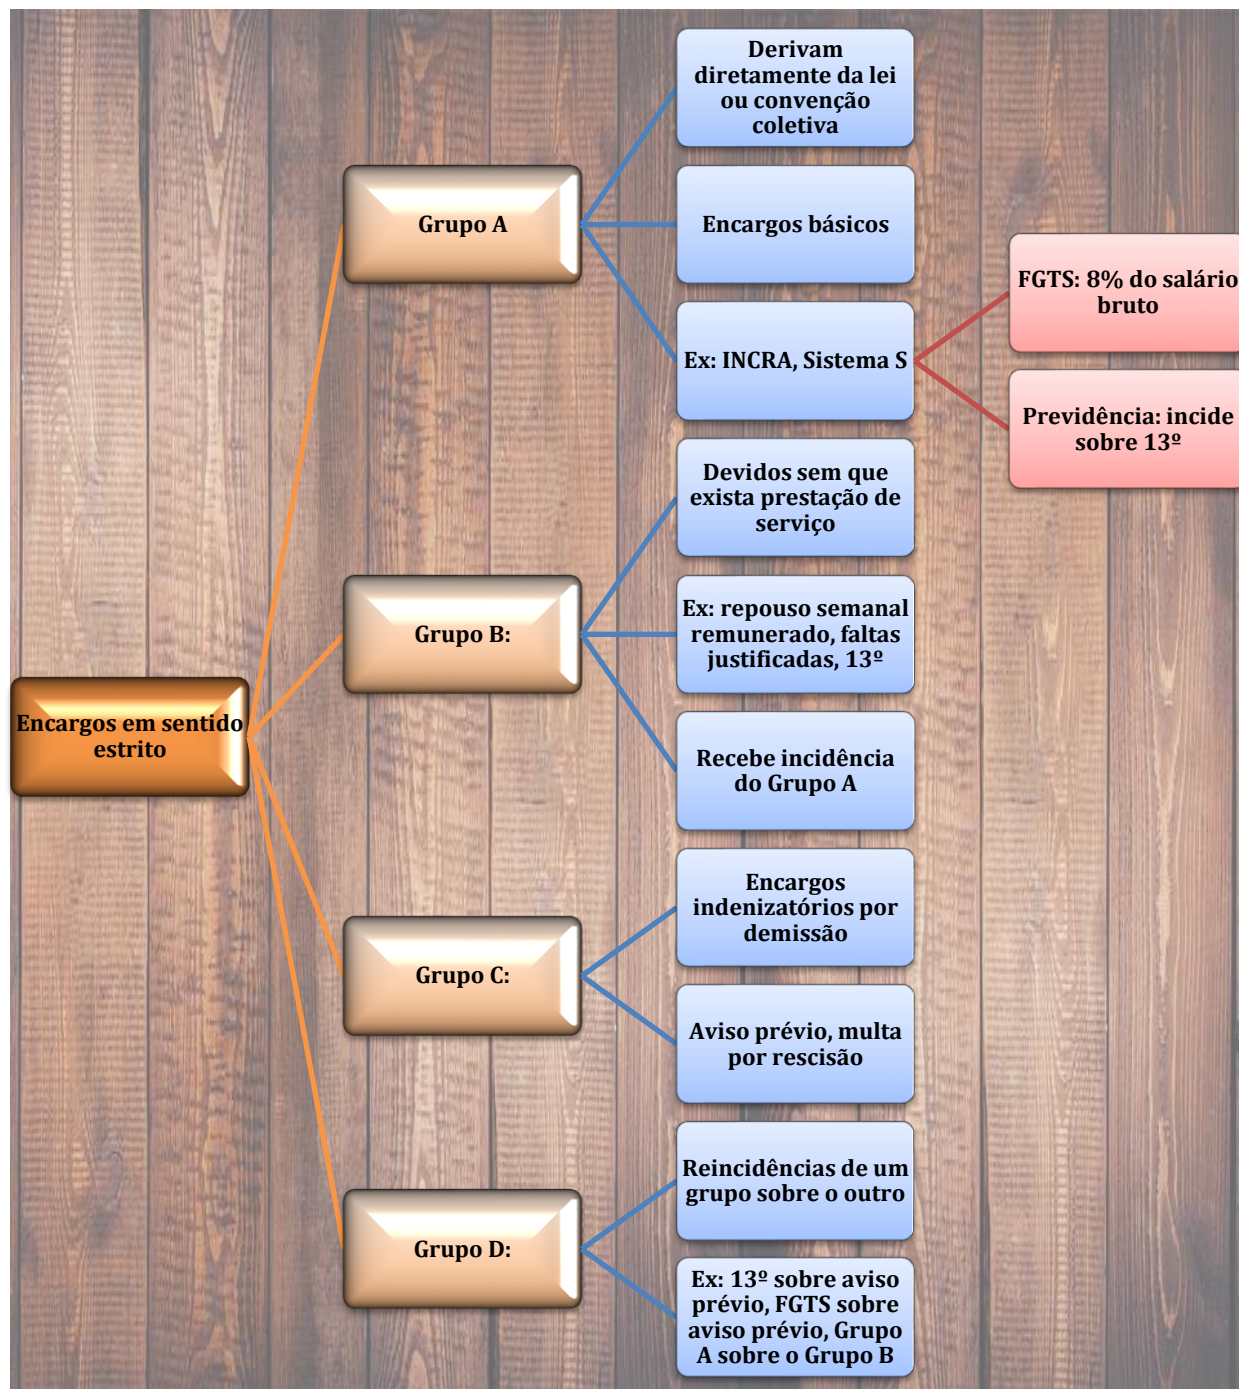 Encargos em sentido
estrito
Grupo A
Derivam
diretamente da lei
ou convenção
coletiva
Encargos básicos
Ex: INCRA, Sistema S
FGTS: 8% do salário
bruto
Previdência: incide
sobre 13º
Grupo B:
Devidos sem que
exista prestação de
serviço
Ex: repouso semanal
remunerado, faltas
justificadas, 13º
Recebe incidência
do Grupo A
Grupo C:
Encargos
indenizatórios por
demissão
Aviso prévio, multa
por rescisão
Grupo D:
Reincidências de um
grupo sobre o outro
Ex: 13º sobre aviso
prévio, FGTS sobre
aviso prévio, Grupo
A sobre o Grupo B